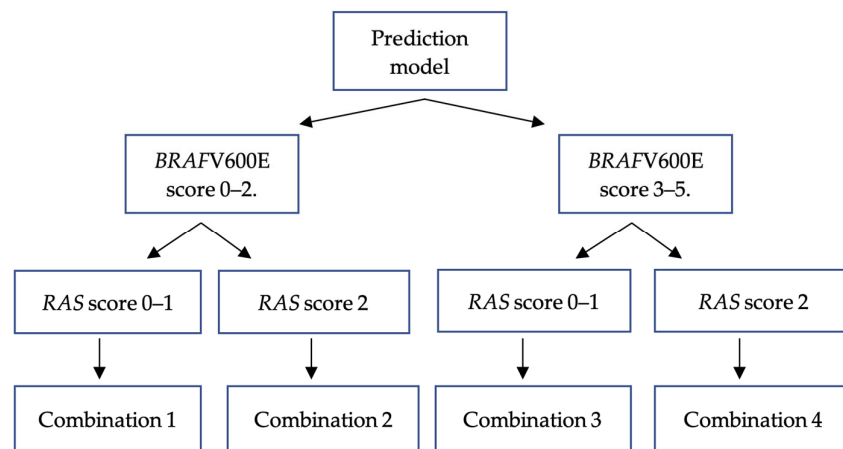 Prediction
model
BRAFV600E
score 0–2.
BRAFV600E
score 3–5.
RAS score 0–1
RAS score 2
RAS score 0–1
RAS score 2
Combination 1
Combination 2
Combination 3
Combination 4